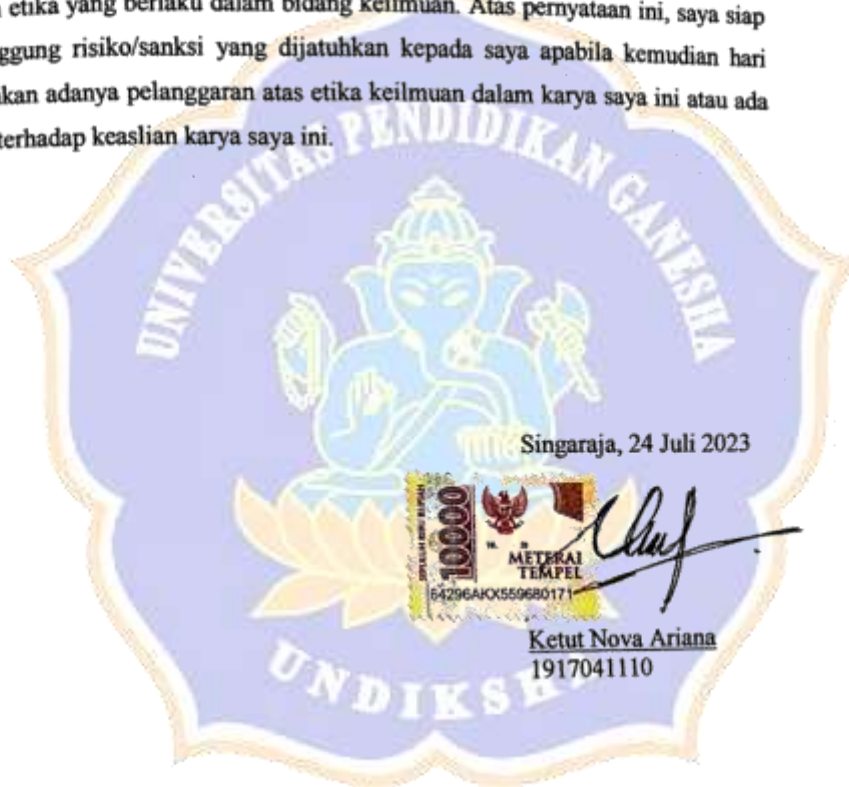 etika yang berlaku dalam bidang keilmuan. Atas pernyataan ini, saya siap
ggung risiko/sanksi yang dijatuhkan kepada saya apabila kemudian hari
kan adanya pelanggaran atas etika keilmuan dalam karya saya ini atau ada
terhadap keaslian karya saya ini.
UNIVERSITAS PENDIDIKAN GANESHA
Singaraja, 24 Juli 2023
10000
METERAI
TEMPEL
64296AKX559680171
Ketut Nova Ariana
1917041110
UNDIKSHA